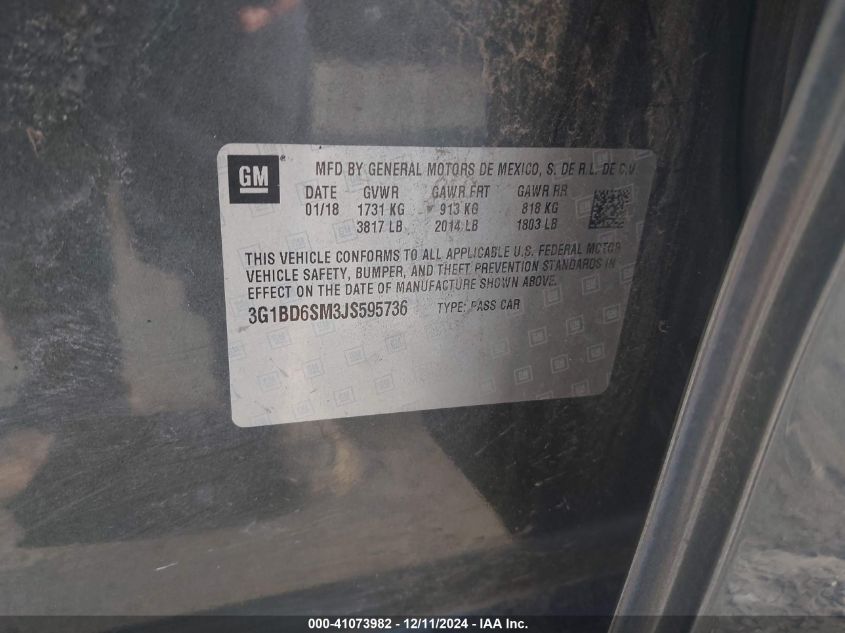 GM ®
MFD BY GENERAL MOTORS DE MEXICO, S. DE R.L. DE C.V.
DATE GVWR GAWR FRT GAWR RR
01/18 1731 KG 913 KG 818 KG
3817 LB 2014 LB 1803 LB
THIS VEHICLE CONFORMS TO ALL APPLICABLE U.S. FEDERAL MOTOR
VEHICLE SAFETY, BUMPER, AND THEFT PREVENTION STANDARDS IN
EFFECT ON THE DATE OF MANUFACTURE SHOWN ABOVE.
3G1BD6SM3JS595736 TYPE: PASS CAR
000-41073982 - 12/11/2024 - IAA Inc.